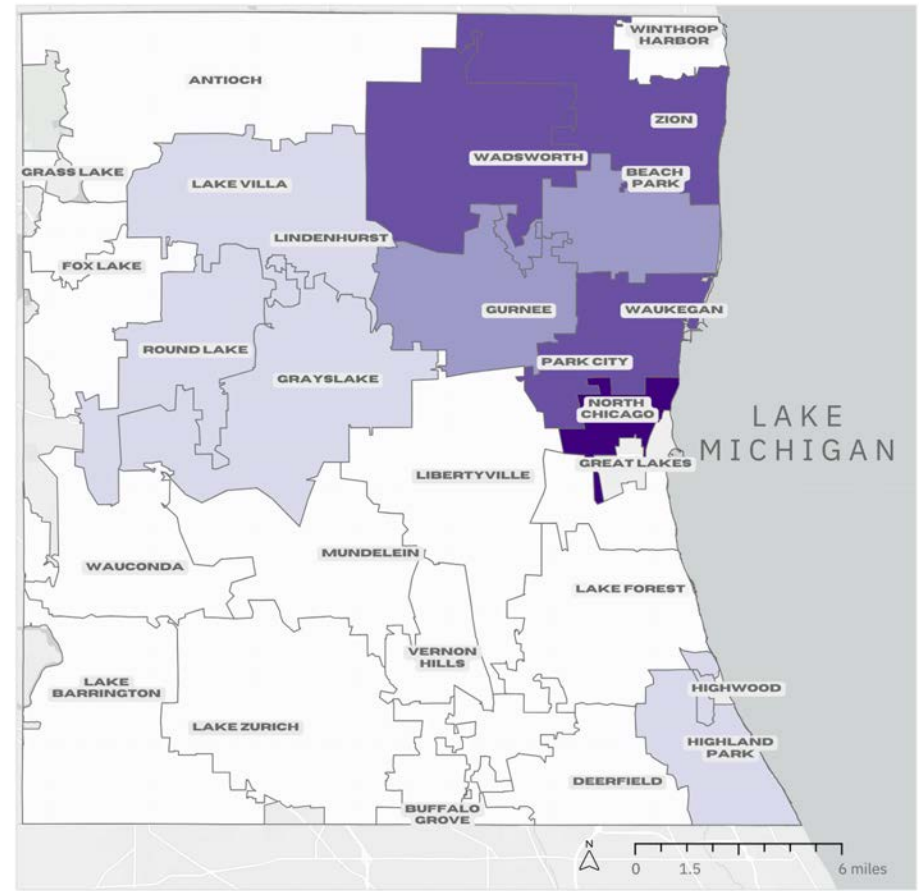 WINTHROP
HARBOR
ANTIOCH
ZION
WADSWORTH
BEACH
PARK
GRASS LAKE
LAKE VILLA
LINDENHURST
FOX LAKE
GURNEE
WAUKEGAN
ROUND LAKE
PARK CITY
GRAYSLAKE
NORTH
CHICAGO
LAKE
MICHIGAN
GREAT LAKES
LIBERTYVILLE
MUNDELEIN
WAUCONDA
LAKE FOREST
VERNON
HILLS
LAKE
BARRINGTON
HIGHWOOD
LAKE ZURICH
HIGHLAND
PARK
DEERFIELD
BUFFALO
GROVE
N
0 1.5 6 miles